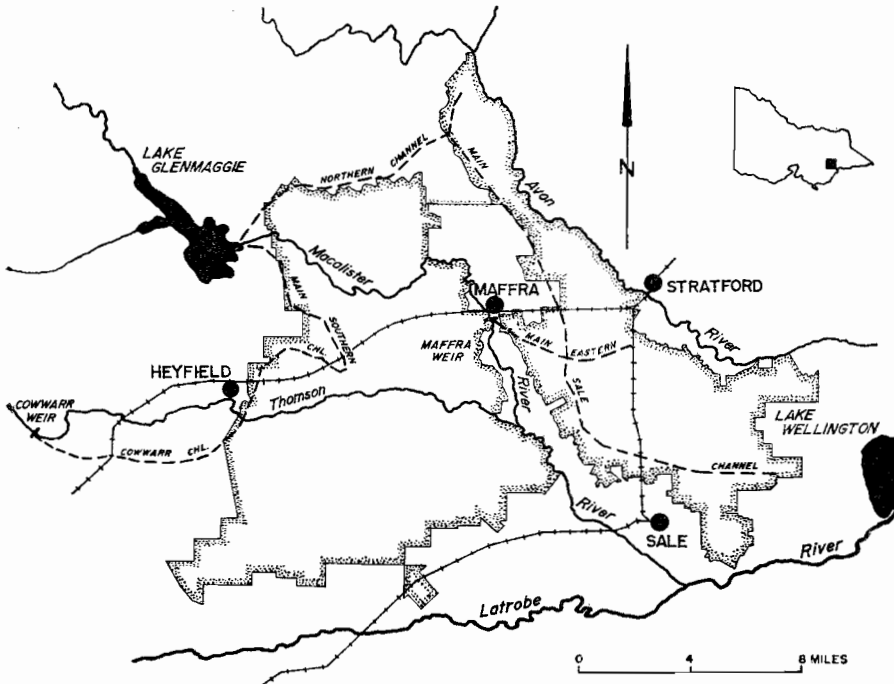 LAKE
GLENMAGGIE
NORTHERN CHANNEL
MAIN
Avon
N
Macalister
MAIN
SOUTHERN
CHL.
MAFFRA
STRATFORD
River
MAFFRA
WEIR
MAIN
EASTERN
River
HEYFIELD
Thomson
SALE
COWWARR
WEIR
COWWARR CHL.
LAKE
WELLINGTON
CHANNEL
River
SALE
River
Latrobe
0 4 8 MILES